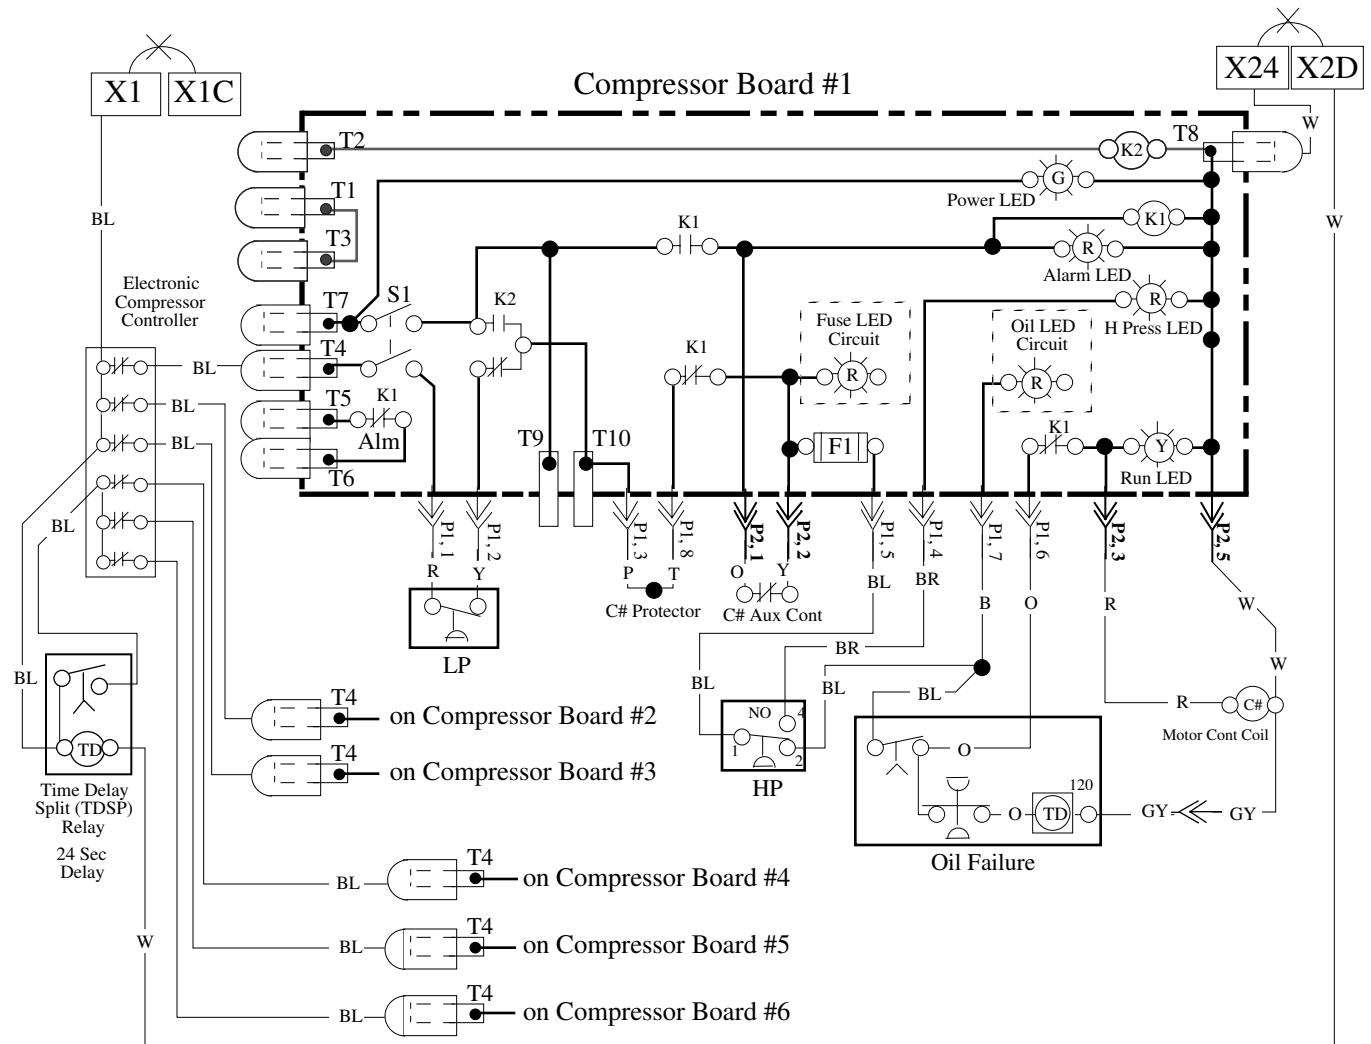 X1
X1C
X24
X2D
Compressor Board #1
W
T2
K2
T8
G
Power LED
T1
BL
K1
K1
W
T3
R
Alarm LED
Electronic
Compressor
Controller
T7
S1
K2
R
H Press LED
Fuse LED
Circuit
Oil LED
Circuit
T4
K1
R
R
BL
BL
T5
K1
Alm
BL
T9
T10
F1
K1
Y
T6
Run LED
BL
P1, 1
P1, 2
P1, 3
P1, 8
P2, 1
P2, 2
P1, 5
P1, 4
P1, 7
P1, 6
P2, 3
P2, 5
R
Y
P
T
O
Y
BL
BR
B
O
R
W
C# Protector
C# Aux Cont
LP
BR
W
BL
BL
BL
BL
R
C#
Motor Cont Coil
NO
4
1
2
HP
T4
on Compressor Board #2
TD
O
T4
on Compressor Board #3
Time Delay
Split (TDSP)
Relay
24 Sec
Delay
120
O
TD
GY
GY
Oil Failure
T4
BL
on Compressor Board #4
T4
W
BL
on Compressor Board #5
T4
BL
on Compressor Board #6